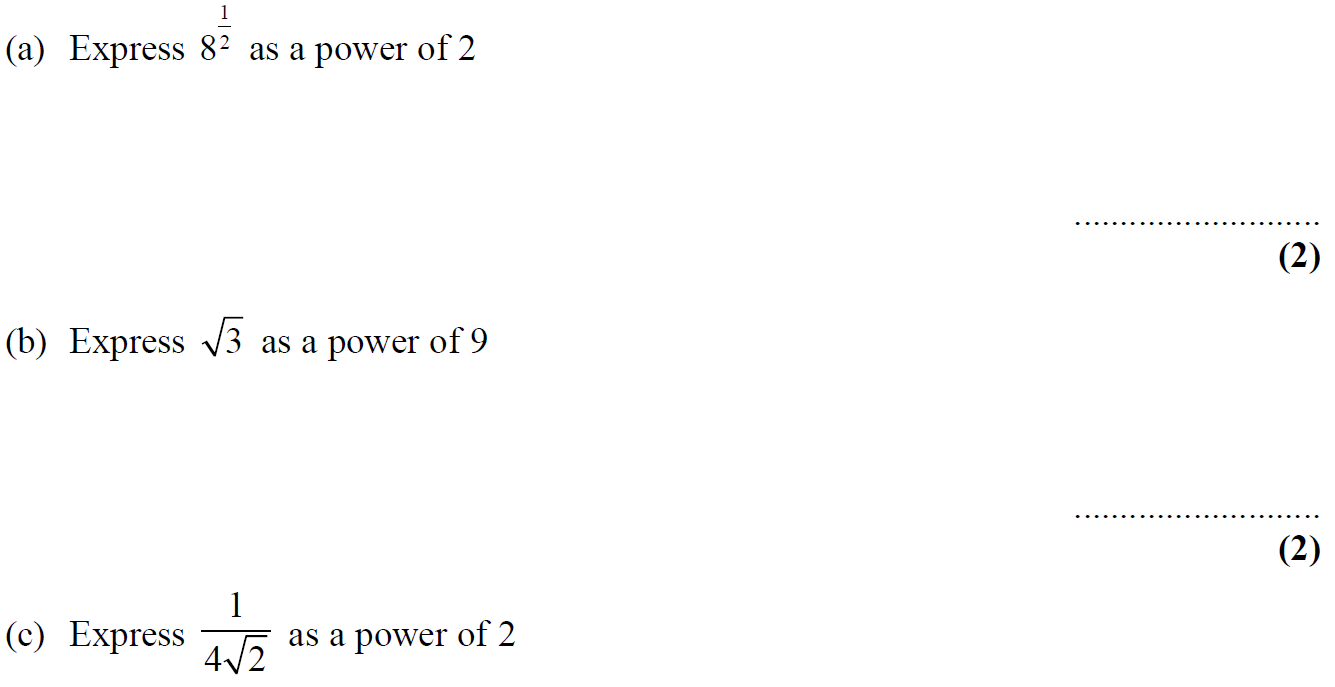 (a) Express 8^(1/2) as a power of 2
...........................
(2)
(b) Express √3 as a power of 9
...........................
(2)
(c) Express 1/(4√2) as a power of 2